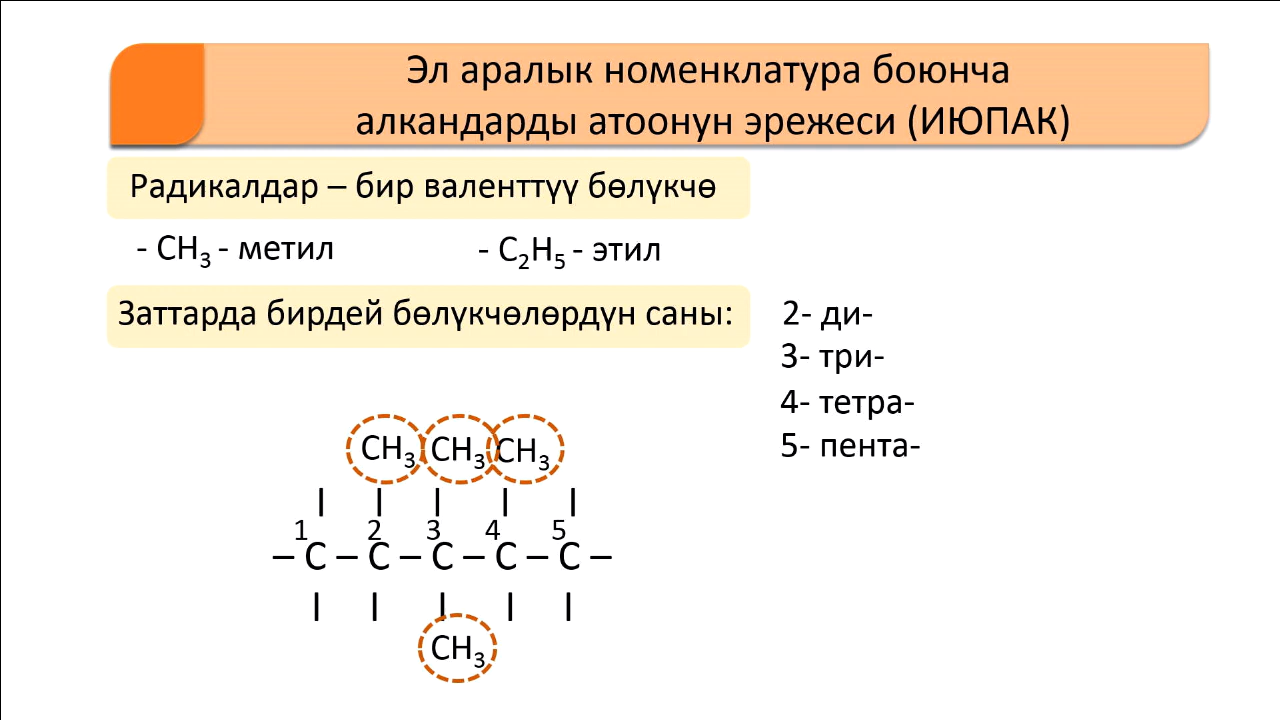 Эл аралык номенклатура боюнча
алкандарды атоонун эрежеси (ИЮПАК)
Радикалдар – бир валенттүү бөлүкчө
- CH₃ - метил - C₂H₅ - этил
Заттарда бирдей бөлүкчөлөрдүн саны:
2- ди-
3- три-
4- тетра-
5- пента-
CH₃ CH₃ CH₃
| | | | |
1 2 3 4 5
– C – C – C – C – C –
| | | | |
CH₃